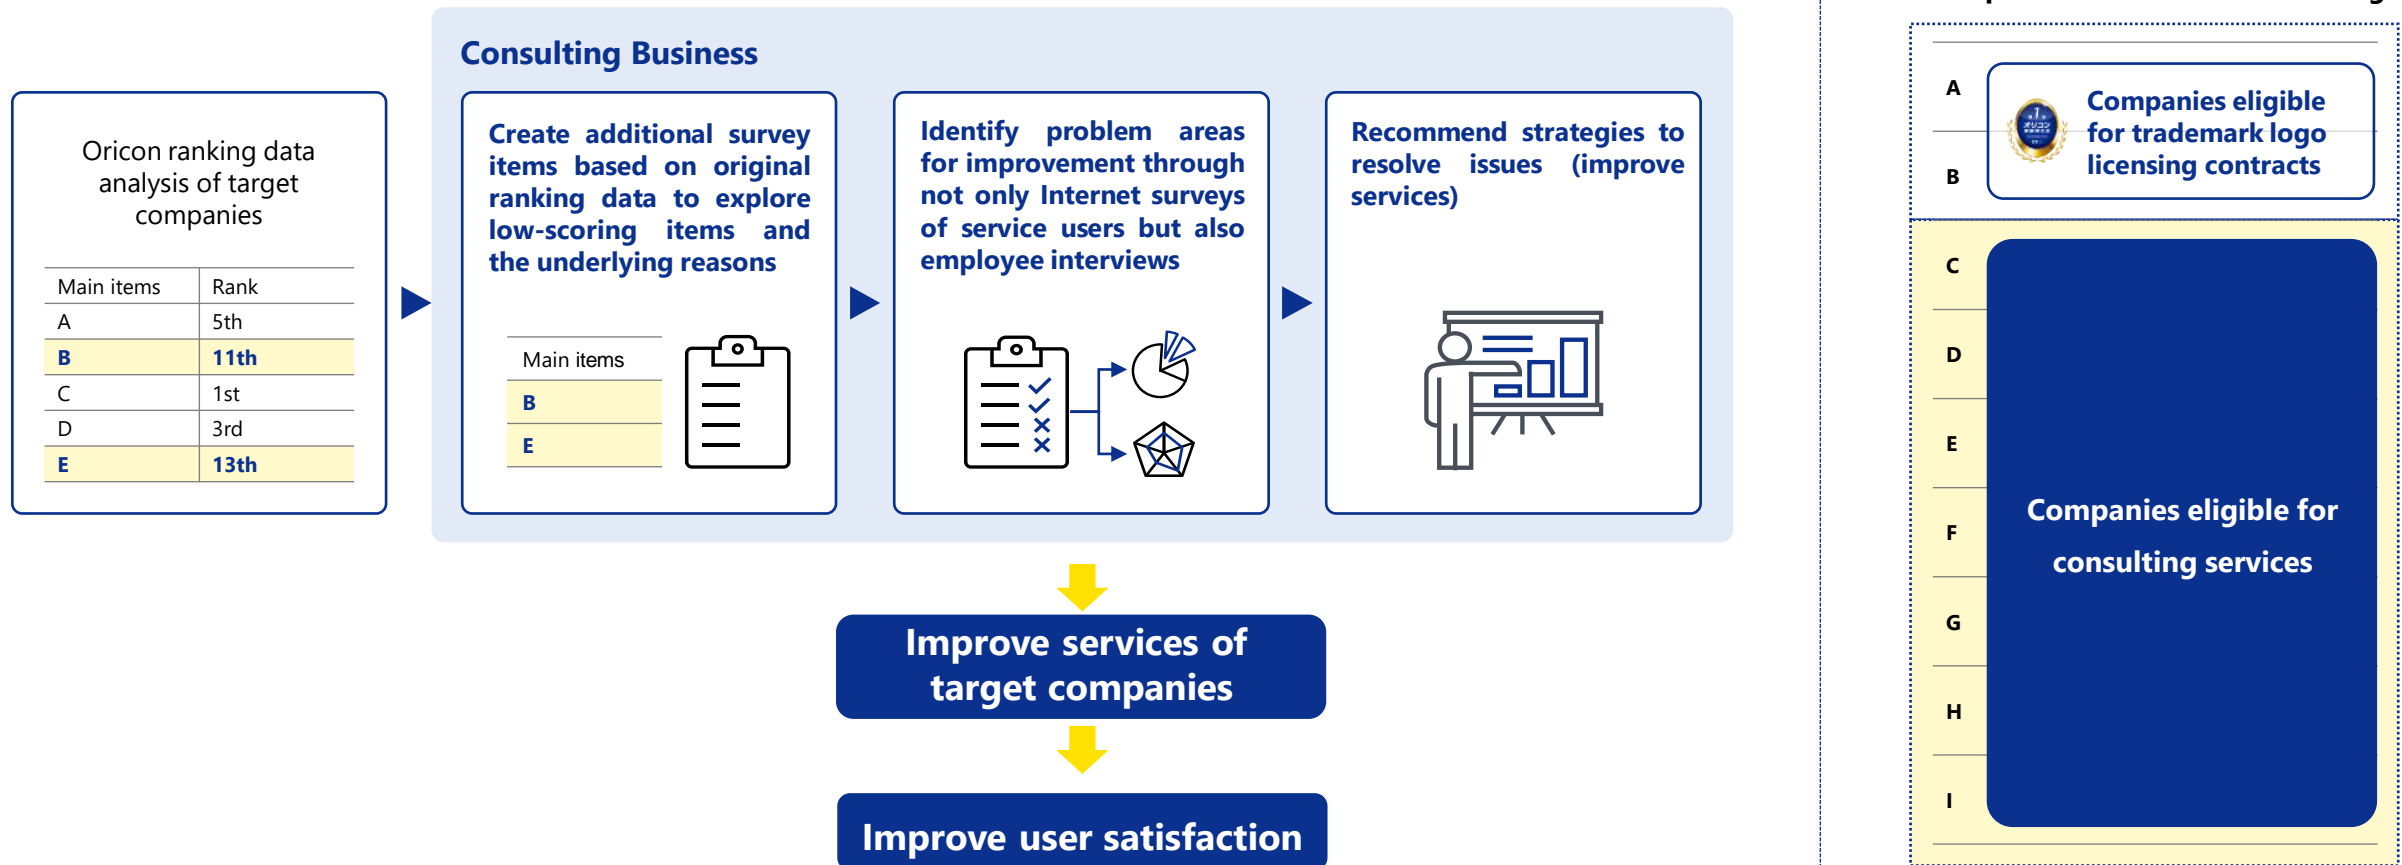 Consulting Business
Oricon ranking data
analysis of target
companies
Main items Rank
A 5th
B 11th
C 1st
D 3rd
E 13th
Create additional survey
items based on original
ranking data to explore
low-scoring items and
the underlying reasons
Main items
B
E
Identify problem areas
for improvement through
not only Internet surveys
of service users but also
employee interviews
Recommend strategies to
resolve issues (improve
services)
Improve services of
target companies
Improve user satisfaction
A
B
Companies eligible
for trademark logo
licensing contracts
オリコン
C
D
E
F
G
H
I
Companies eligible for
consulting services